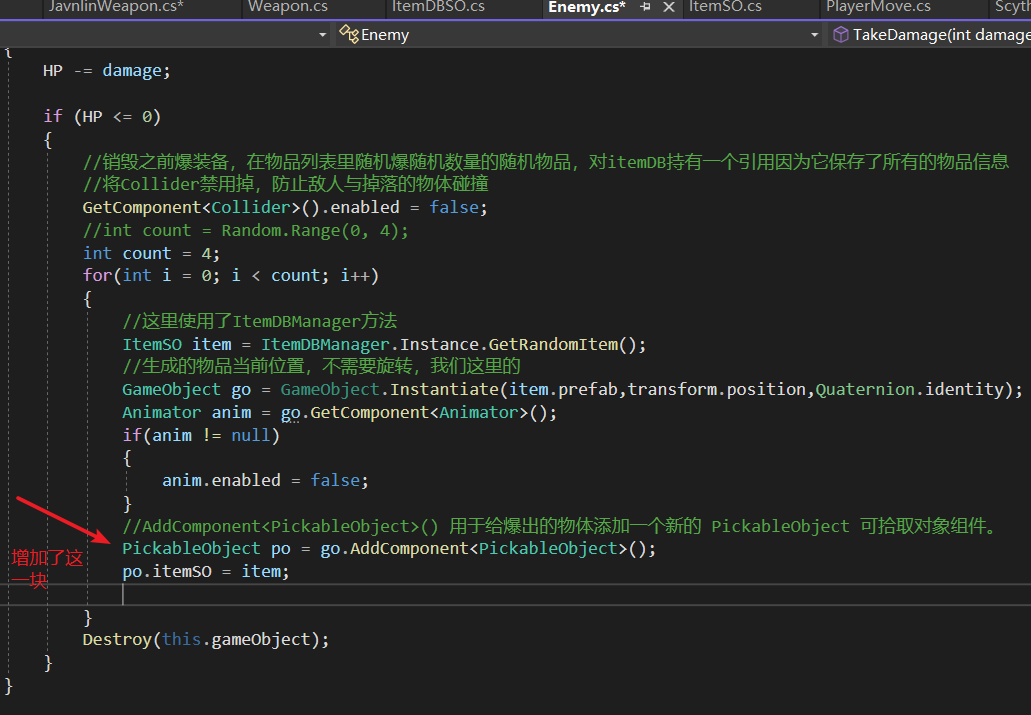 JavnlinWeapon.cs* Weapon.cs ItemDBSO.cs Enemy.cs* ItemSO.cs PlayerMove.cs Scyth
Enemy TakeDamage(int damage
{
HP -= damage;
if (HP <= 0)
{
//销毁之前爆装备，在物品列表里随机爆随机数量的随机物品，对itemDB持有一个引用因为它保存了所有的物品信息
//将Collider禁用掉，防止敌人与掉落的物体碰撞
GetComponent<Collider>().enabled = false;
//int count = Random.Range(0, 4);
int count = 4;
for(int i = 0; i < count; i++)
{
//这里使用了ItemDBManager方法
ItemSO item = ItemDBManager.Instance.GetRandomItem();
//生成的物品当前位置，不需要旋转，我们这里的
GameObject go = GameObject.Instantiate(item.prefab,transform.position,Quaternion.identity);
Animator anim = go.GetComponent<Animator>();
if(anim != null)
{
anim.enabled = false;
}
//AddComponent<PickableObject>() 用于给爆出的物体添加一个新的 PickableObject 可拾取对象组件。
PickableObject po = go.AddComponent<PickableObject>();
增加了这
po.itemSO = item;
一块
}
Destroy(this.gameObject);
}
}